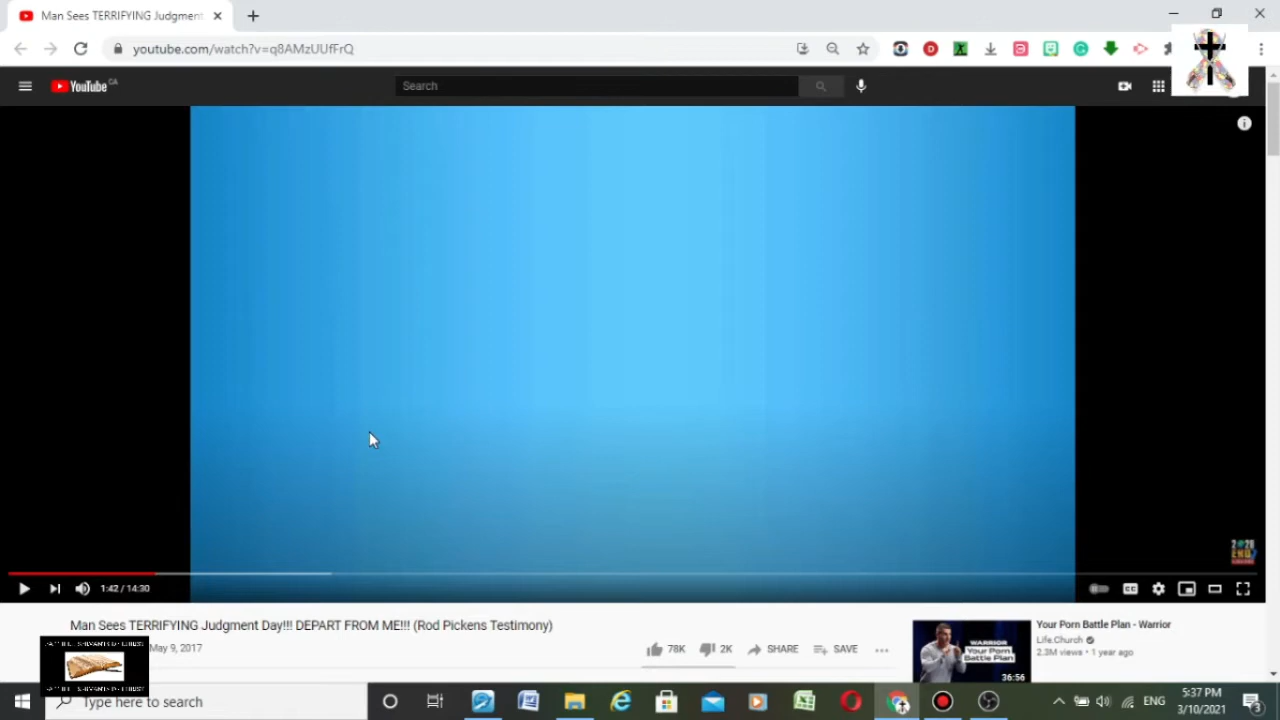 Man Sees TERRIFYING Judgment
youtube.com/watch?v=q8AMzUUfFrQ
YouTube CA
Search
1:42 / 14:30
CC
Man Sees TERRIFYING Judgment Day!!! DEPART FROM ME!!! (Rod Pickens Testimony)
May 9, 2017
78K
2K
SHARE
SAVE
WARRIOR
Your Porn
Battle Plan
36:56
Your Porn Battle Plan - Warrior
Life.Church
2.3M views • 1 year ago
Type here to search
ENG
5:37 PM
3/10/2021
3